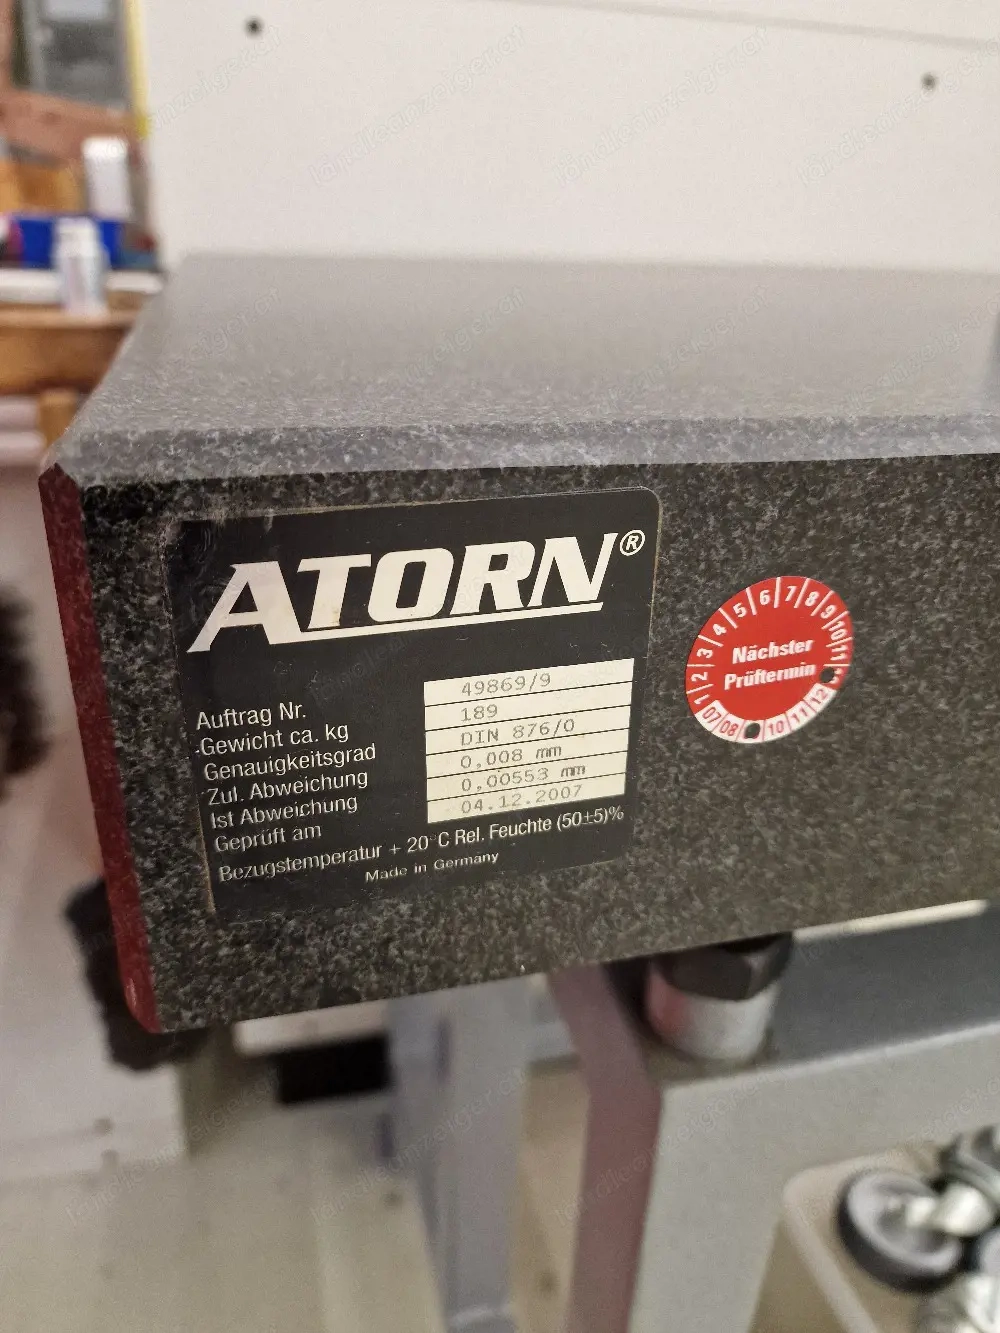 ATORN®
Auftrag Nr. 49869/9
Gewicht ca. kg 189
Genauigkeitsgrad DIN 876/0
Zul. Abweichung 0,008 mm
Ist Abweichung 0,00553 mm
Geprüft am 04.12.2007
Bezugstemperatur + 20°C Rel. Feuchte (50±5)%
Made in Germany
1 2 3 4 5 6 7 8 9 10 11
Nächster
Prüftermin
07 08 10 11 12
ländleanzeiger.at